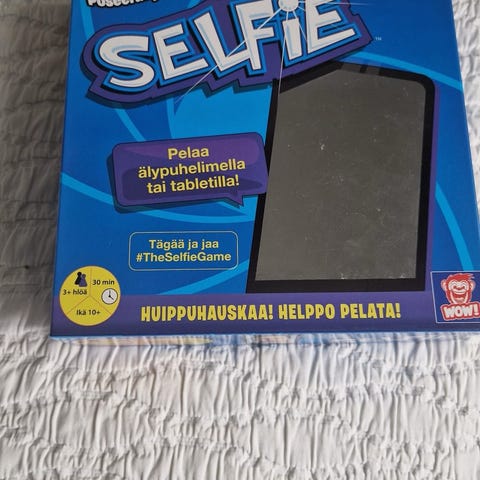 SELFiE
™
Pelaa
älypuhelimella
tai tabletilla!
Tägää ja jaa
#TheSelfieGame
3+ hlöä
30 min
Ikä 10+
HUIPPUHAUSKAA! HELPPO PELATA!
WOW!